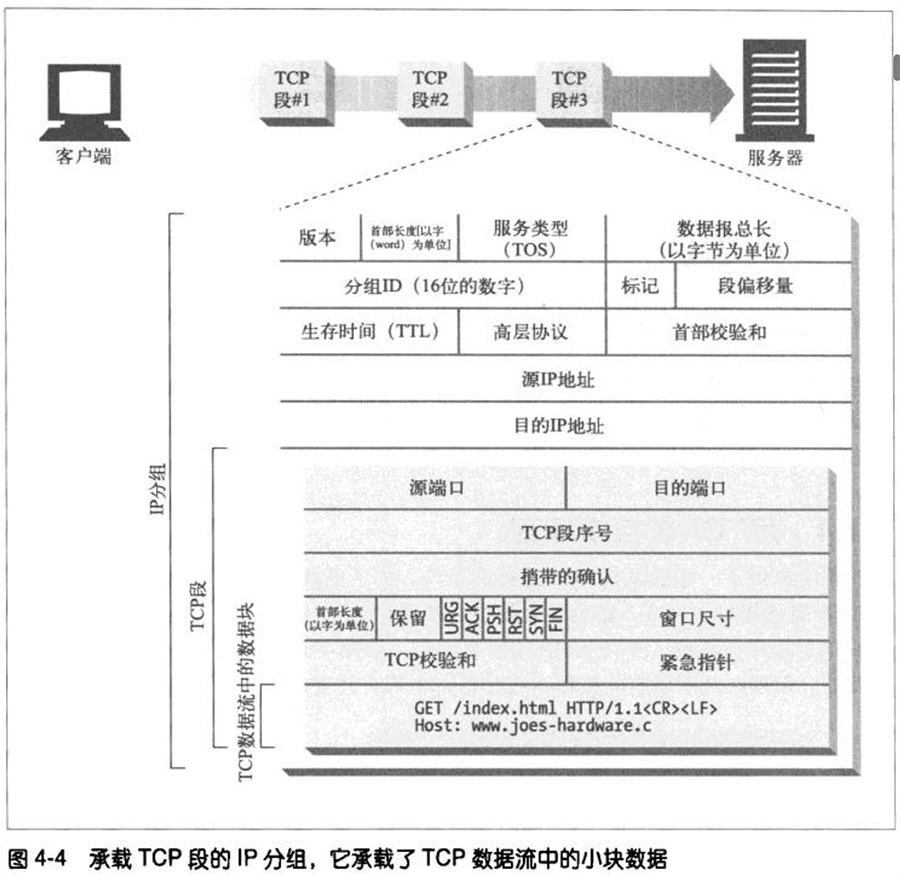 TCP
段#1
TCP
段#2
TCP
段#3
客户端
服务器
版本
首部长度[以字
(word) 为单位]
服务类型
(TOS)
数据报总长
(以字节为单位)
分组ID(16位的数字)
标记
段偏移量
生存时间(TTL)
高层协议
首部校验和
源IP地址
目的IP地址
IP分组
TCP段
TCP数据流中的数据块
源端口
目的端口
TCP段序号
捎带的确认
首部长度
(以字为单位)
保留
URG
ACK
PSH
RST
SYN
FIN
窗口尺寸
TCP校验和
紧急指针
GET /index.html HTTP/1.1<CR><LF>
Host: www.joes-hardware.c
图 4-4 承载 TCP 段的 IP 分组，它承载了 TCP 数据流中的小块数据